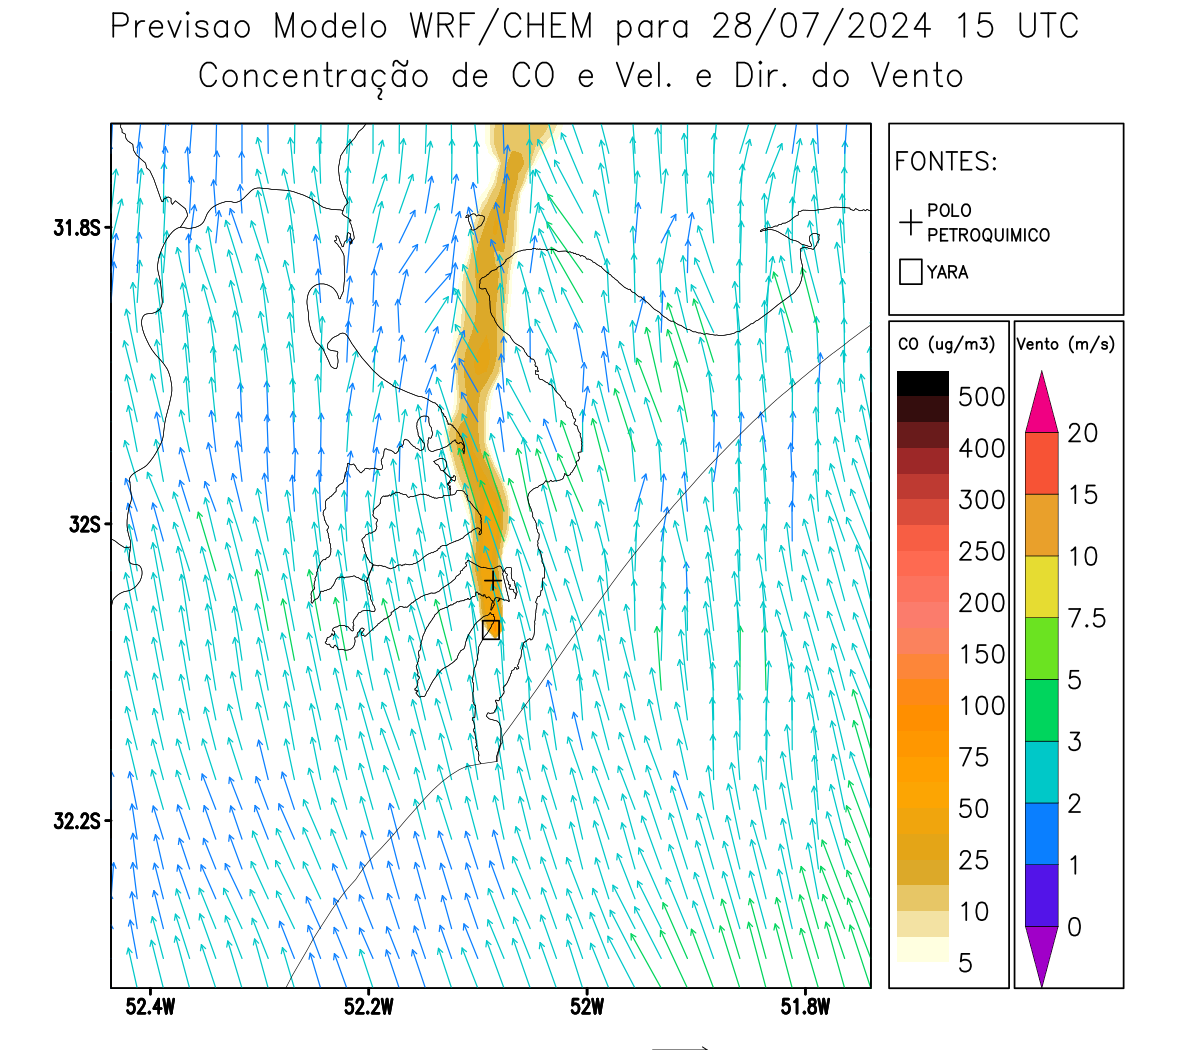 Previsao Modelo WRF/CHEM para 28/07/2024 15 UTC
Concentração de CO e Vel. e Dir. do Vento
FONTES:
POLO
PETROQUIMICO
YARA
31.8S
32S
32.2S
52.4W
52.2W
52W
51.8W
CO (ug/m3)
500
400
300
250
200
150
100
75
50
25
10
5
Vento (m/s)
20
15
10
7.5
5
3
2
1
0